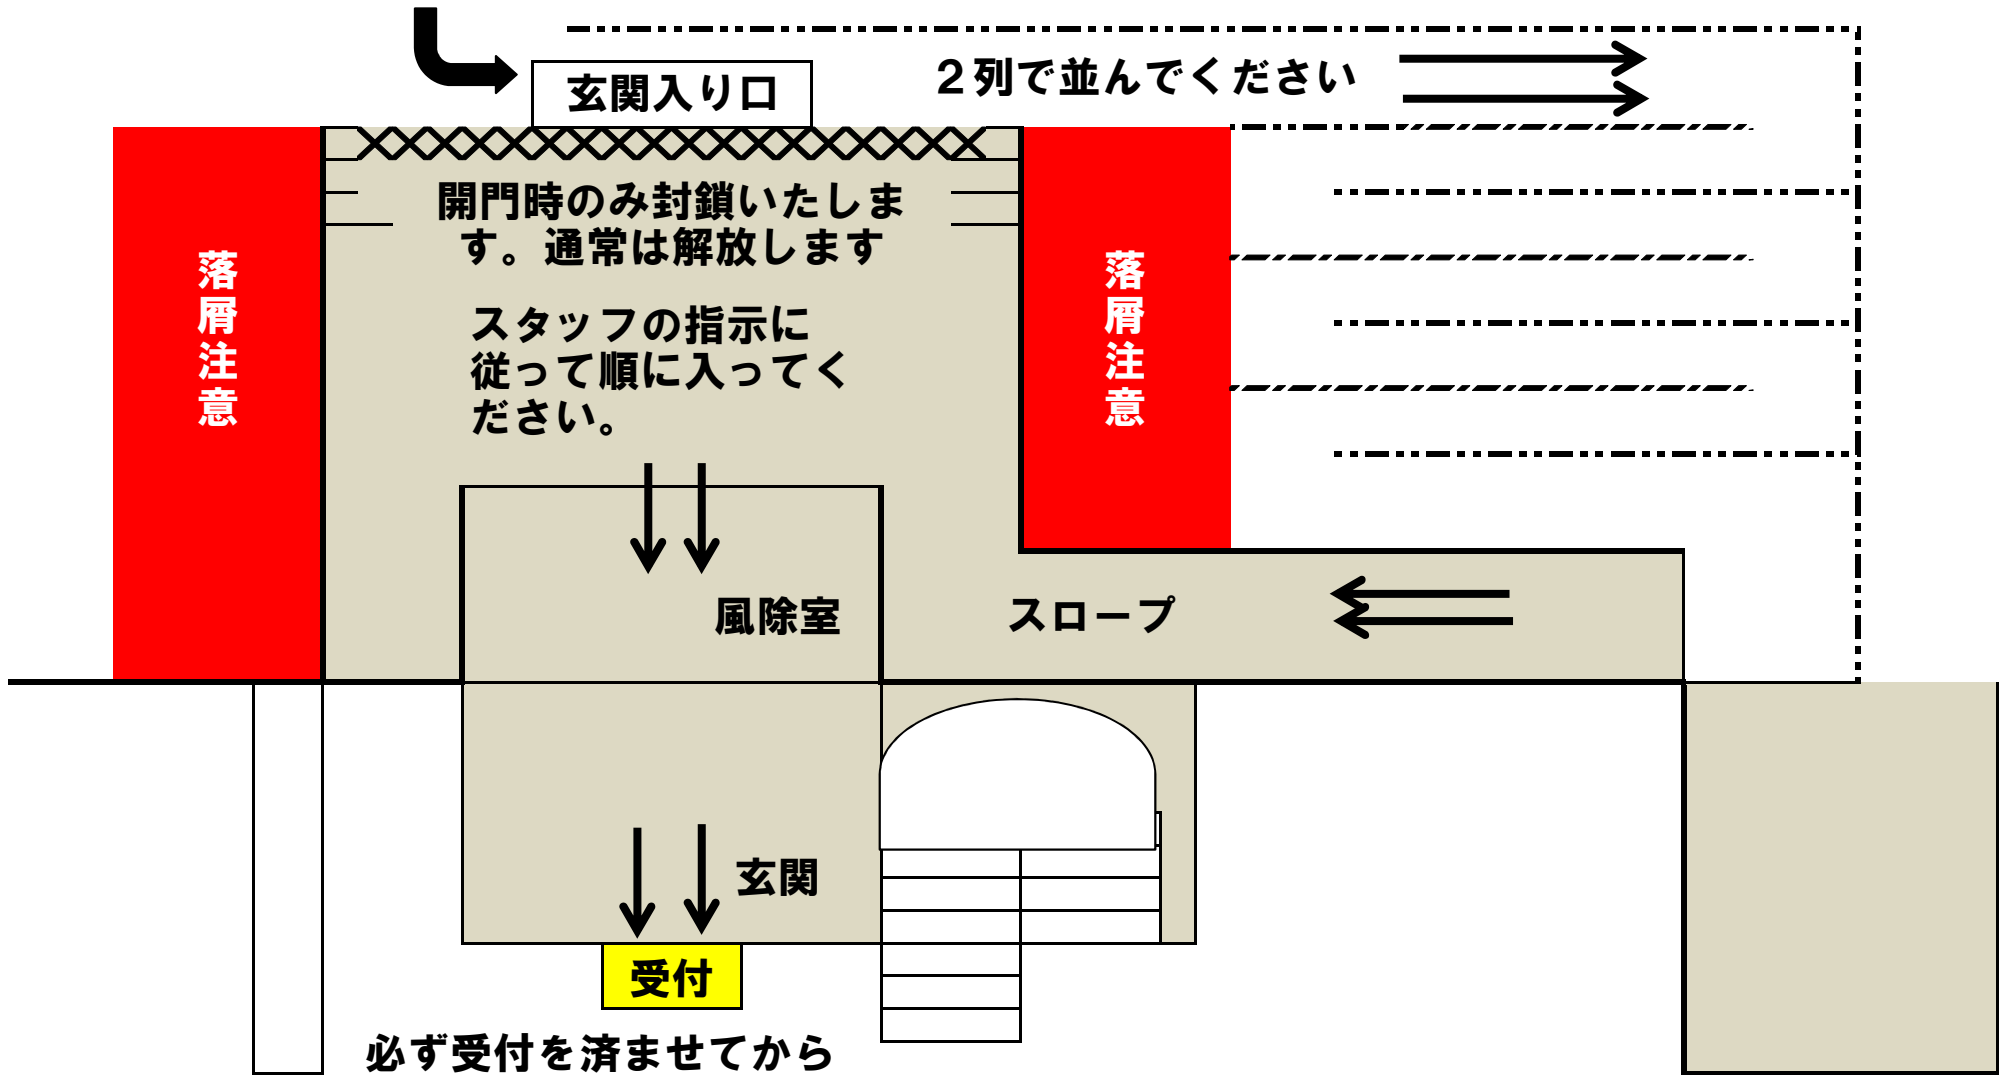 玄関入り口
２列で並んでください
開門時のみ封鎖いたしま
す。通常は解放します
スタッフの指示に
従って順に入ってく
ださい。
落屑注意
落屑注意
風除室
スロープ
玄関
受付
必ず受付を済ませてから